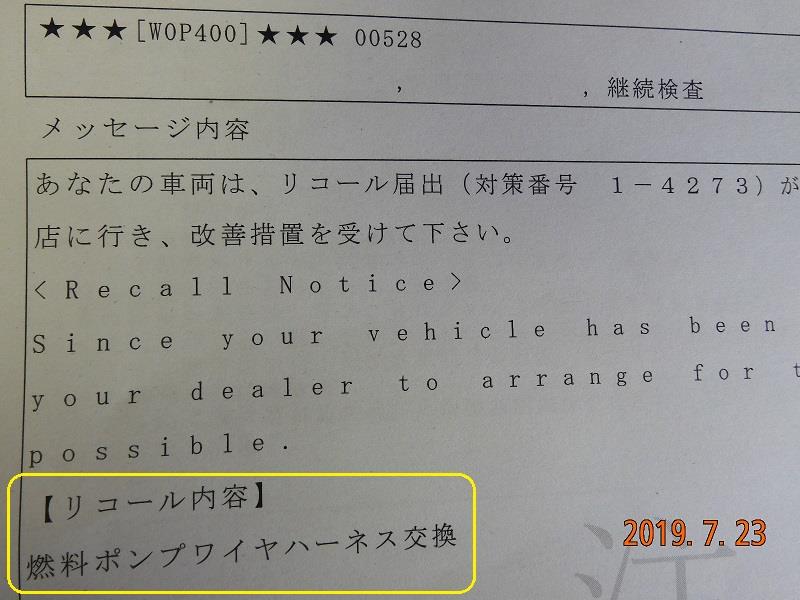 ★★★[WOP400]★★★ 00528
, , 継続検査
メッセージ内容
あなたの車両は、リコール届出（対策番号 １－４２７３）が
店に行き、改善措置を受けて下さい。
＜Ｒｅｃａｌｌ Ｎｏｔｉｃｅ＞
Ｓｉｎｃｅ ｙｏｕｒ ｖｅｈｉｃｌｅ ｈａｓ ｂｅｅｎ
ｙｏｕｒ ｄｅａｌｅｒ ｔｏ ａｒｒａｎｇｅ ｆｏｒ ｔ
ｐｏｓｓｉｂｌｅ．
【リコール内容】
燃料ポンプワイヤハーネス交換
2019. 7. 23